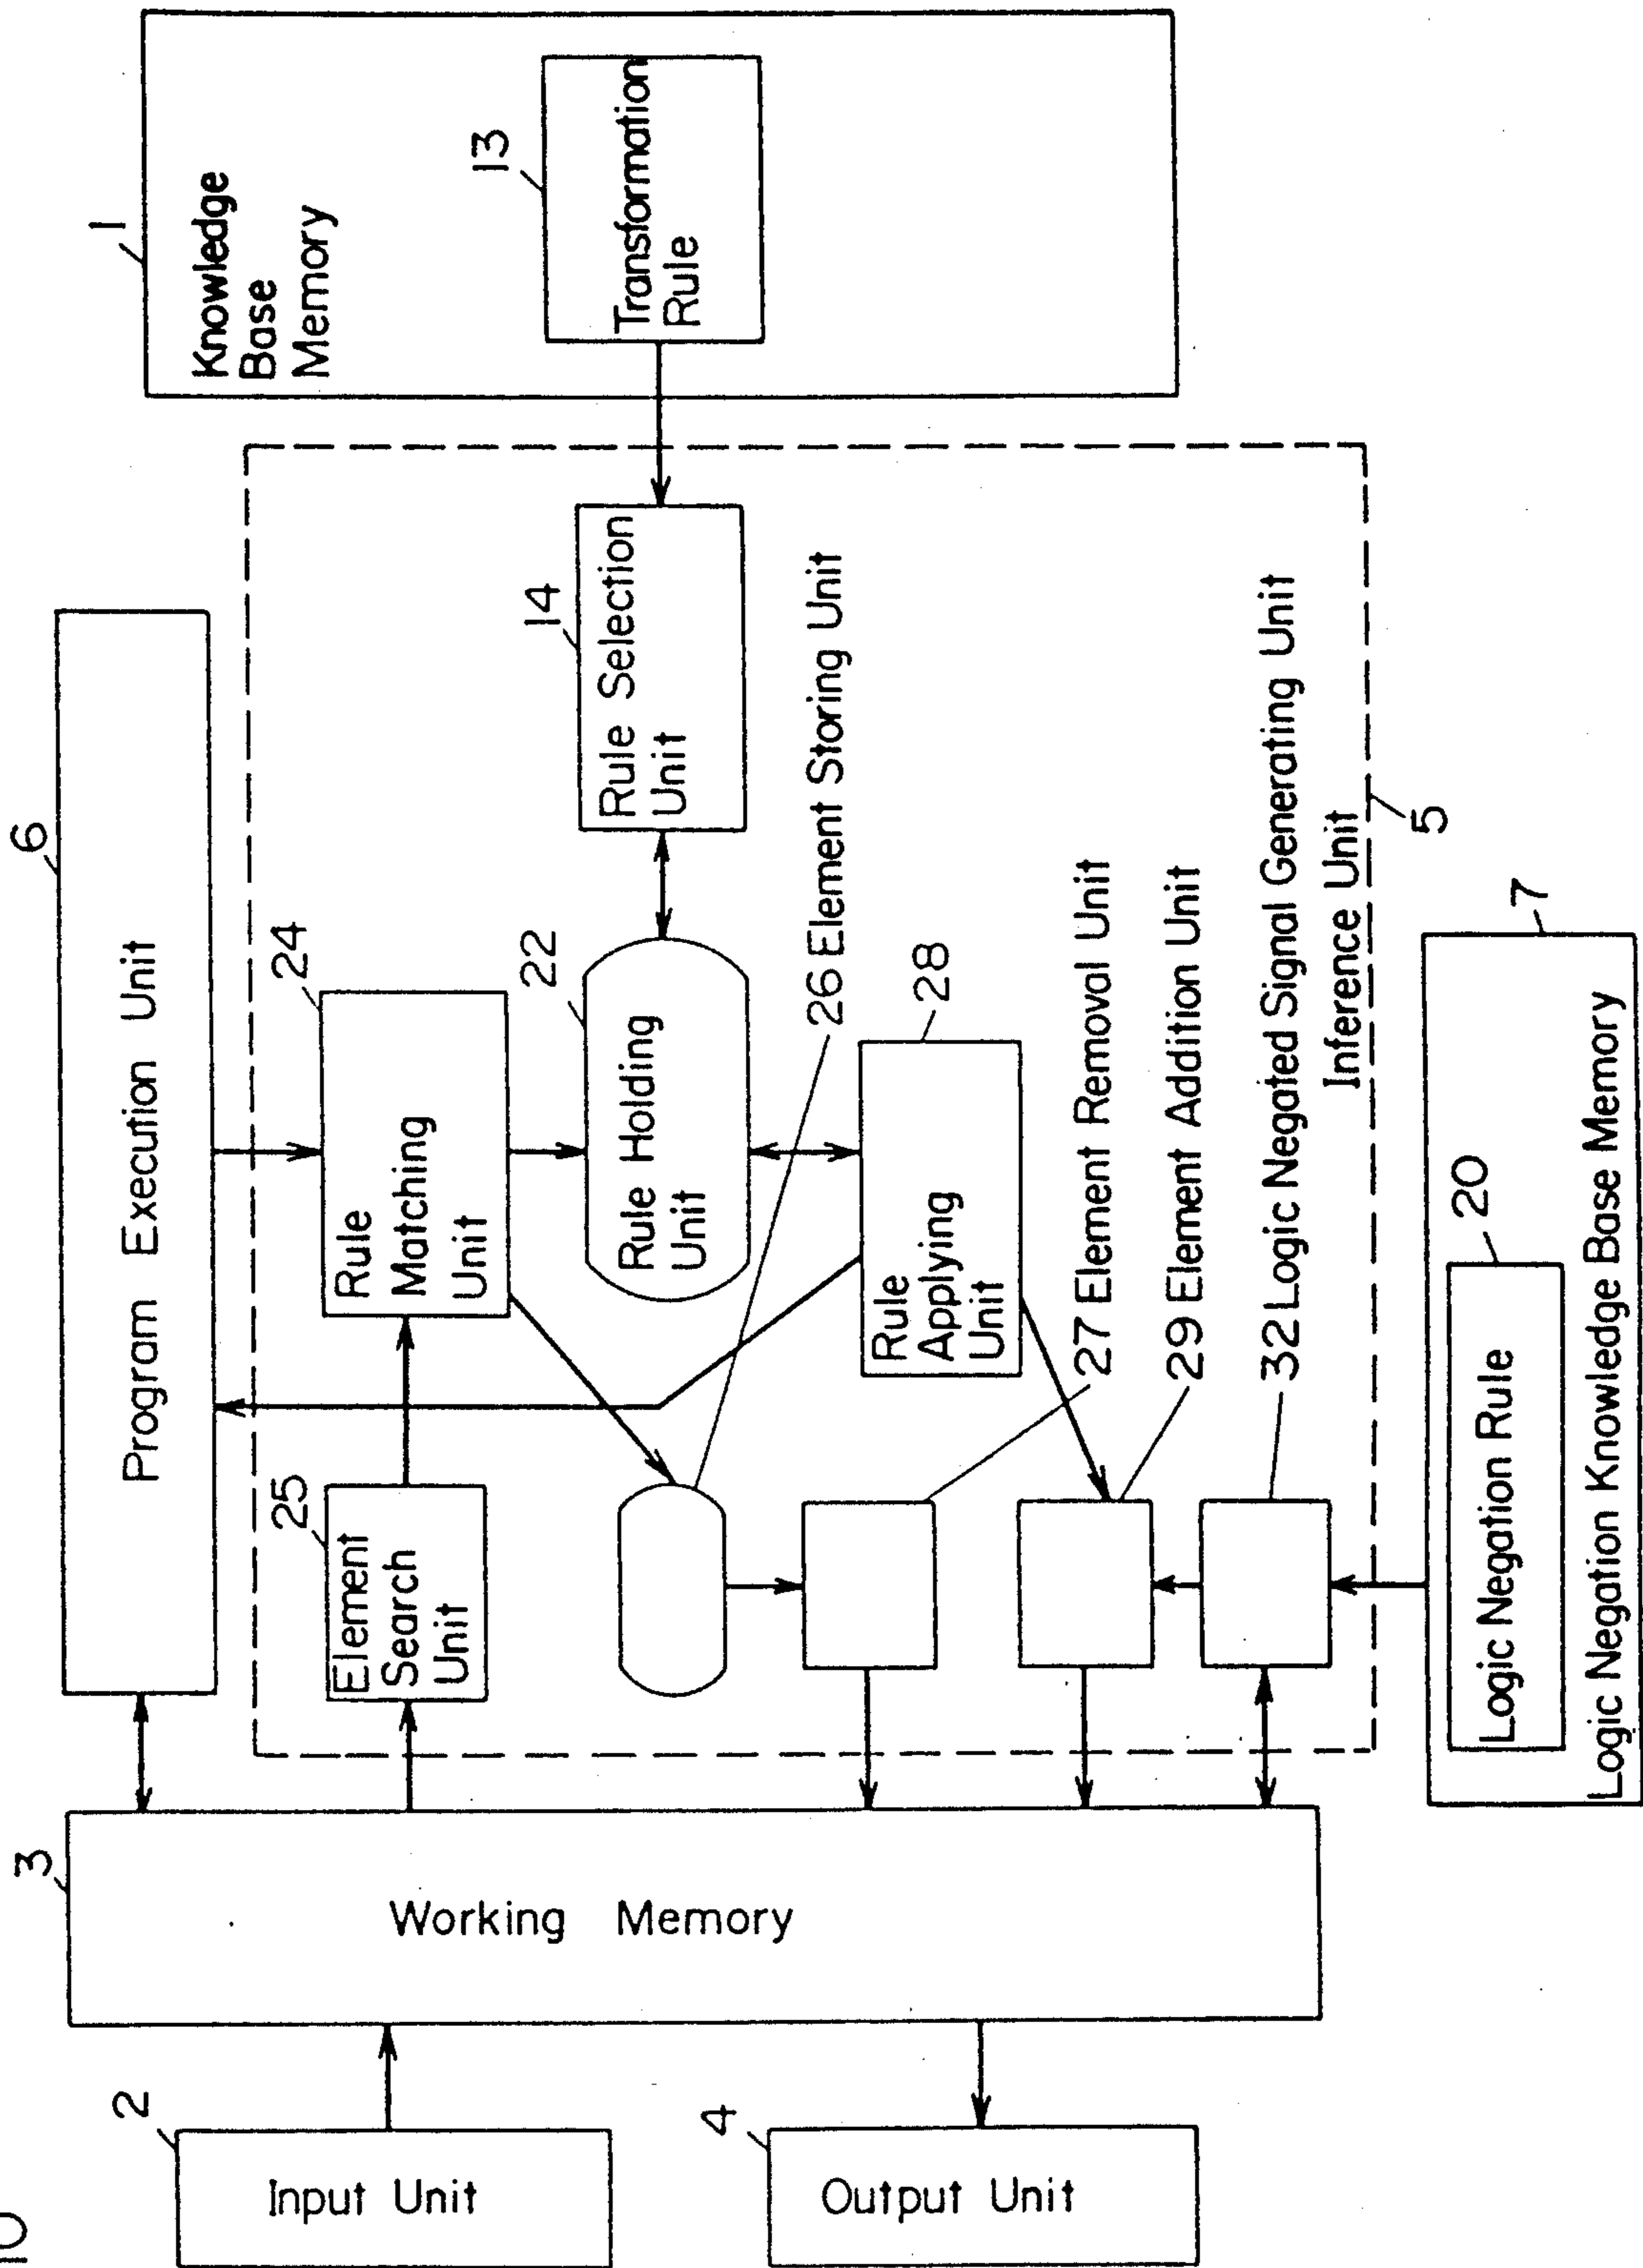 10
6
Program Execution Unit
1
Knowledge
Base
Memory
13
Transformation
Rule
3
Working Memory
2
Input Unit
4
Output Unit
25
Element
Search
Unit
24
Rule
Matching
Unit
14
Rule Selection
Unit
22
Rule Holding
Unit
26 Element Storing Unit
28
Rule
Applying
Unit
27 Element Removal Unit
29 Element Addition Unit
32 Logic Negated Signal Generating Unit
Inference Unit
5
7
20
Logic Negation Rule
Logic Negation Knowledge Base Memory